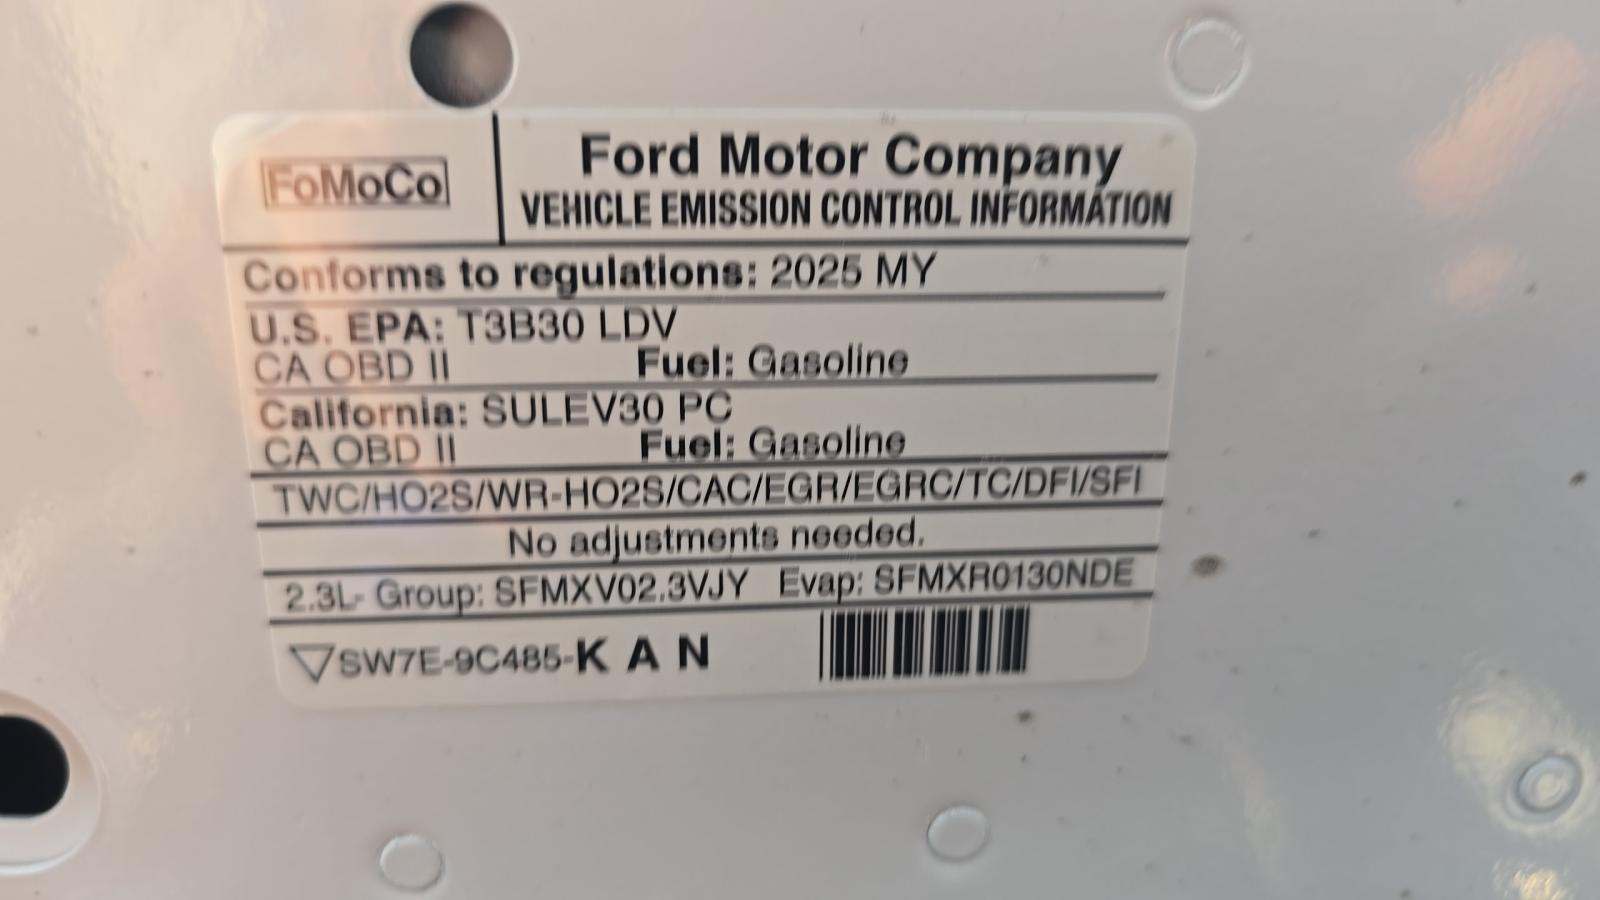 FoMoCo
Ford Motor Company
VEHICLE EMISSION CONTROL INFORMATION
Conforms to regulations: 2025 MY
U.S. EPA: T3B30 LDV
CA OBD II Fuel: Gasoline
California: SULEV30 PC
CA OBD II Fuel: Gasoline
TWC/HO2S/WR-HO2S/CAC/EGR/EGRC/TC/DFI/SFI
No adjustments needed.
2.3L- Group: SFMXV02.3VJY Evap: SFMXR0130NDE
SW7E-9C485-K A N